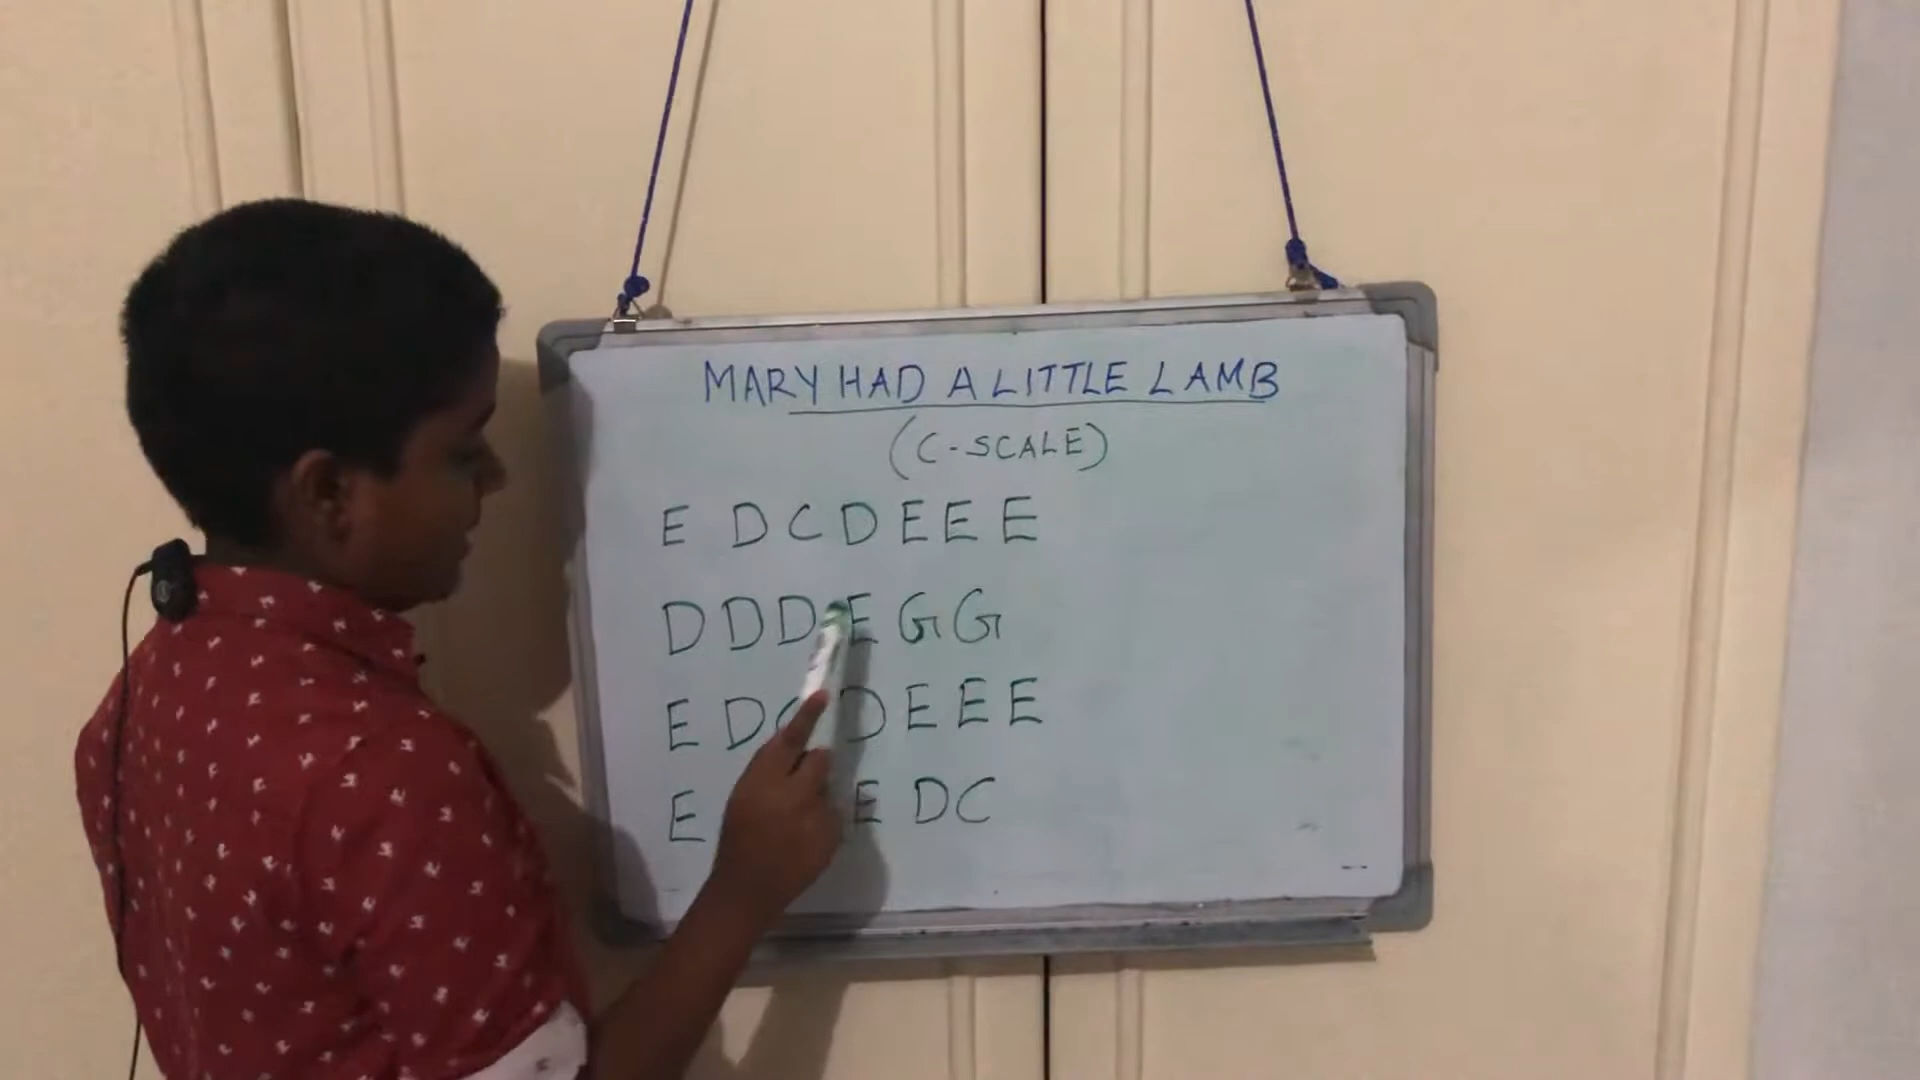 MARY HAD A LITTLE LAMB
(C-SCALE)
E D C D E E E
D D D E G G
E D C D E E E
E E D C